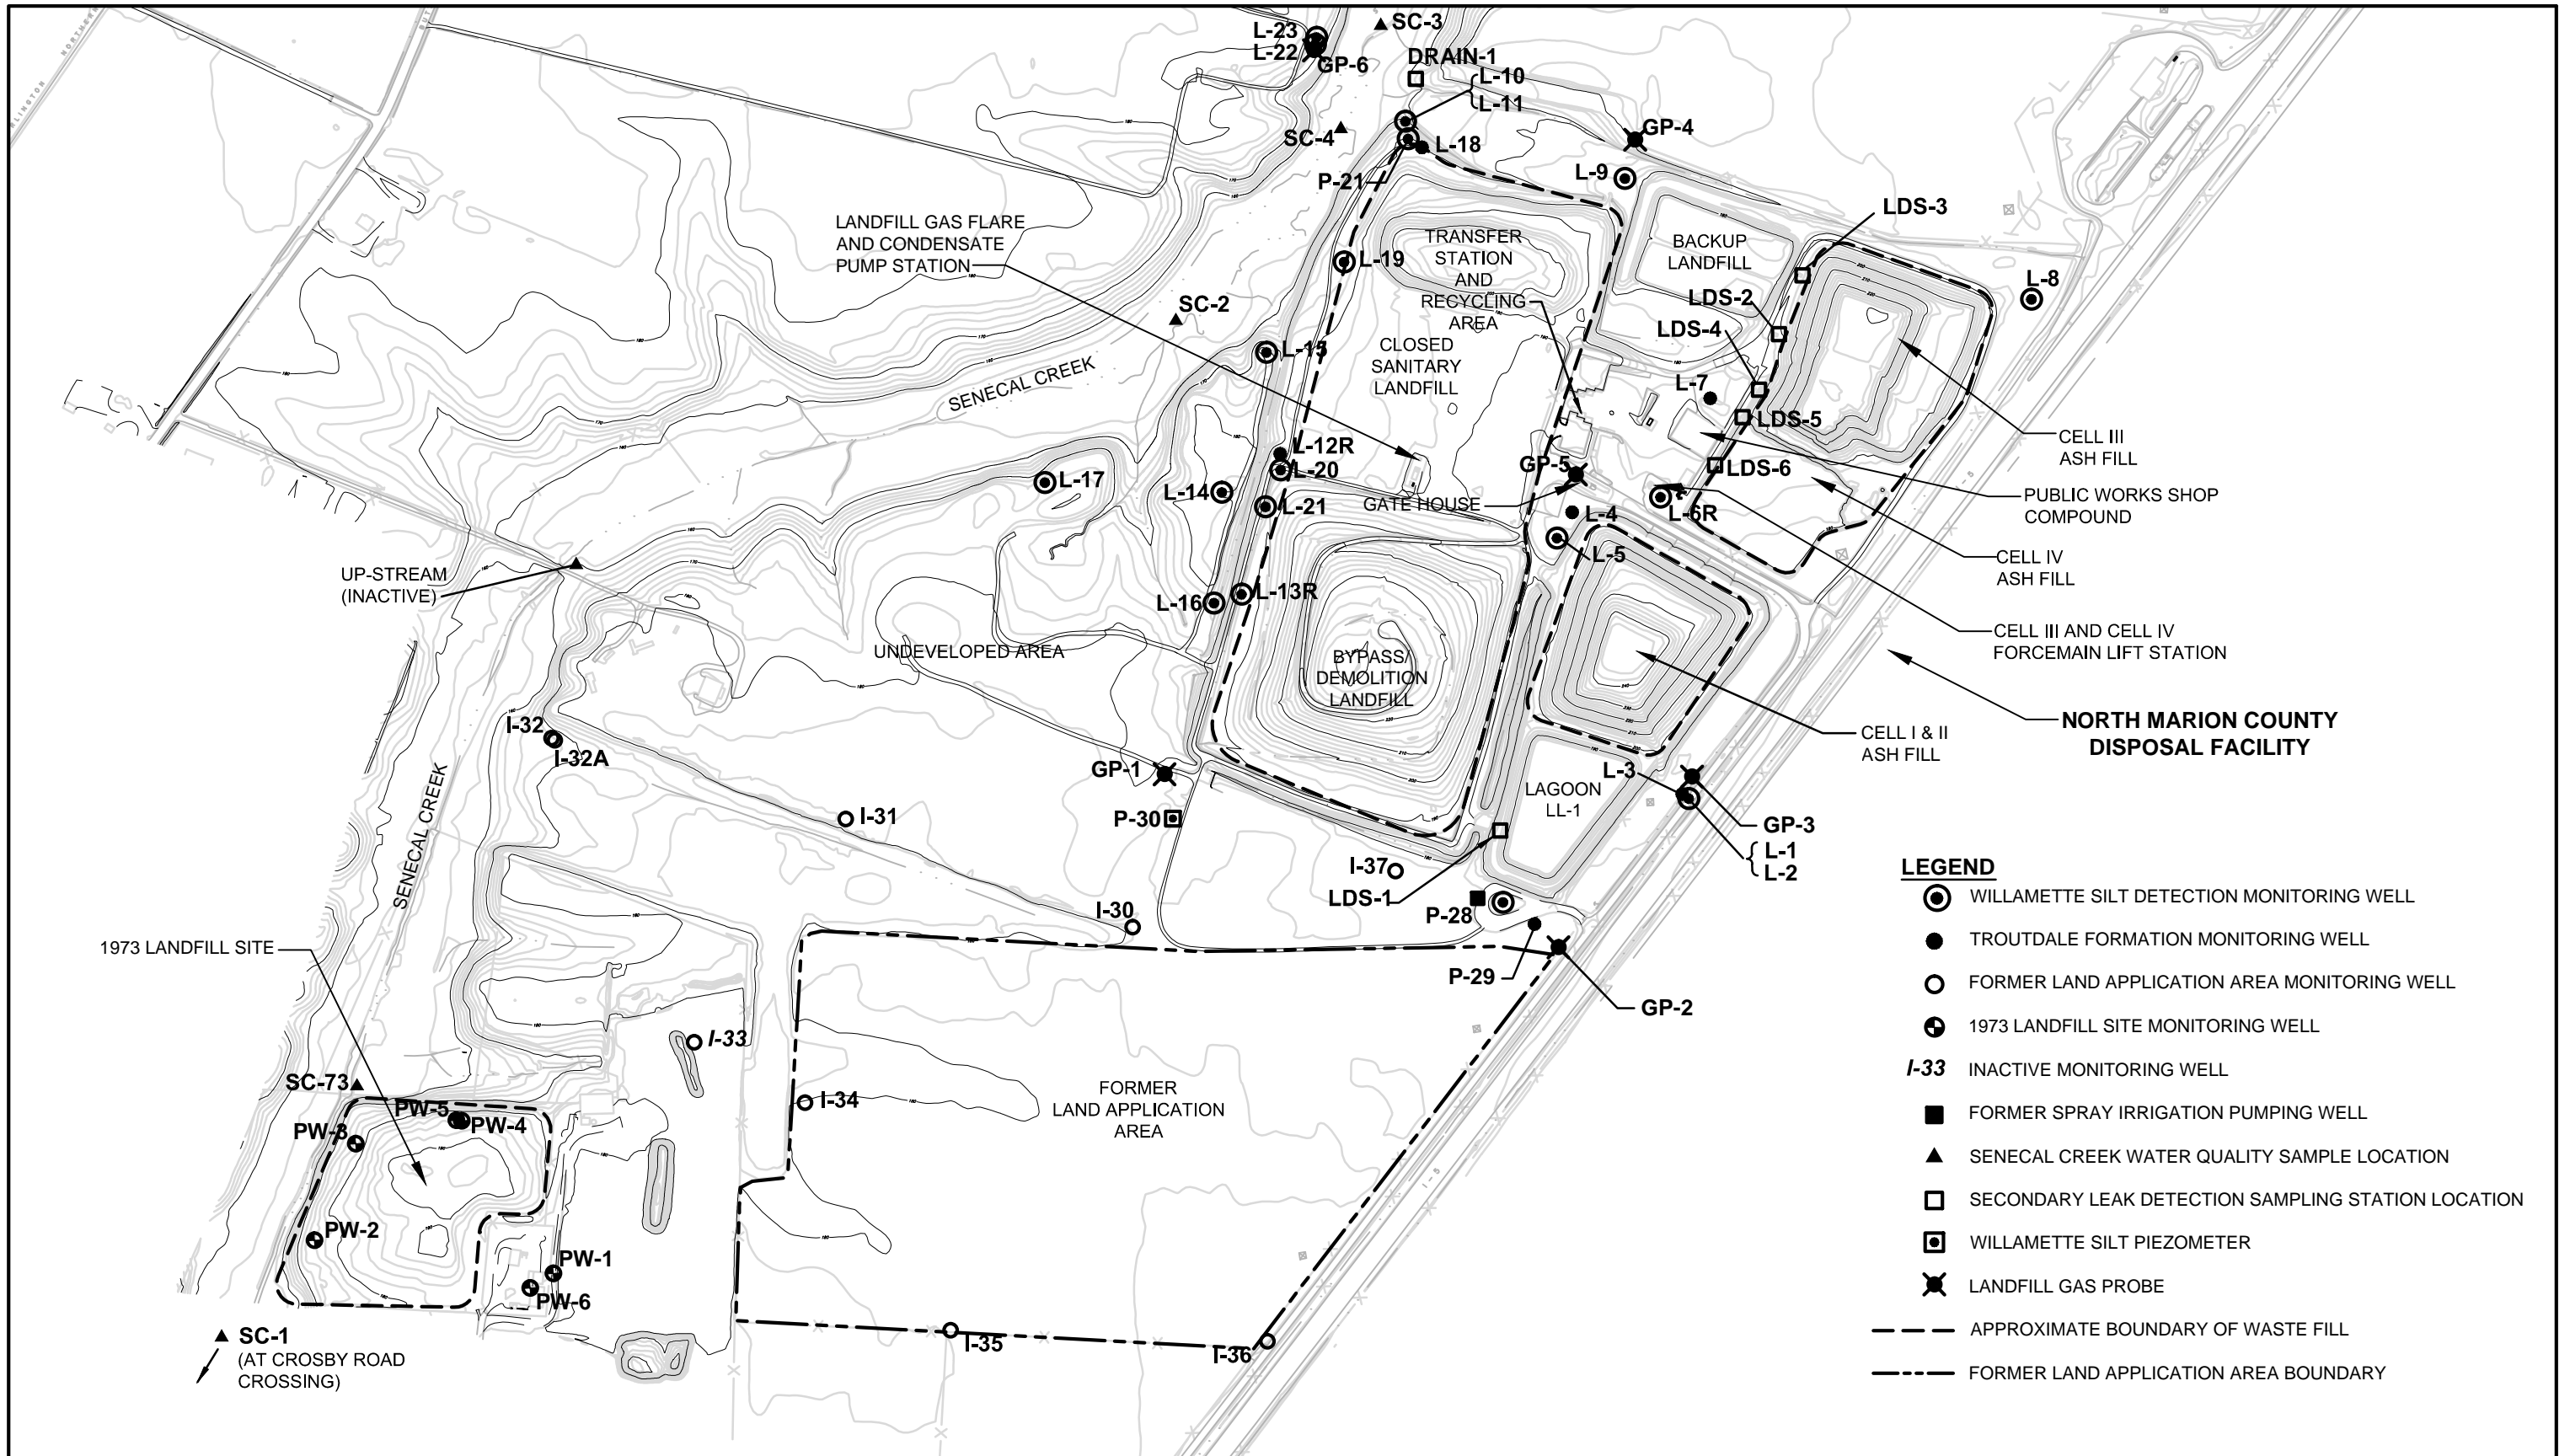 L-23
L-22
GP-6
SC-3
DRAIN-1
L-10
L-11
SC-4
L-18
P-21
GP-4
L-9
LDS-3
LANDFILL GAS FLARE
AND CONDENSATE
PUMP STATION
TRANSFER
STATION
AND
RECYCLING
AREA
BACKUP
LANDFILL
L-19
L-8
LDS-2
LDS-4
SC-2
L-15
CLOSED
SANITARY
LANDFILL
SENECAL CREEK
L-7
LDS-5
CELL III
ASH FILL
L-12R
L-20
GP-5
LDS-6
L-17
L-14
L-21
GATE HOUSE
L-4
L-6R
PUBLIC WORKS SHOP
COMPOUND
L-5
CELL IV
ASH FILL
UP-STREAM
(INACTIVE)
L-16
L-13R
CELL III AND CELL IV
FORCEMAIN LIFT STATION
UNDEVELOPED AREA
BYPASS/
DEMOLITION
LANDFILL
NORTH MARION COUNTY
DISPOSAL FACILITY
I-32
I-32A
CELL I & II
ASH FILL
GP-1
L-3
LAGOON
LL-1
SENECAL CREEK
I-31
P-30
GP-3
L-1
L-2
I-37
LDS-1
P-28
I-30
1973 LANDFILL SITE
P-29
GP-2
I-33
SC-73
PW-5
PW-4
PW-3
I-34
FORMER
LAND APPLICATION
AREA
I-5
I-5
PW-2
PW-1
PW-6
SC-1
(AT CROSBY ROAD
CROSSING)
I-35
I-36
LEGEND
WILLAMETTE SILT DETECTION MONITORING WELL
TROUTDALE FORMATION MONITORING WELL
FORMER LAND APPLICATION AREA MONITORING WELL
1973 LANDFILL SITE MONITORING WELL
I-33 INACTIVE MONITORING WELL
FORMER SPRAY IRRIGATION PUMPING WELL
SENECAL CREEK WATER QUALITY SAMPLE LOCATION
SECONDARY LEAK DETECTION SAMPLING STATION LOCATION
WILLAMETTE SILT PIEZOMETER
LANDFILL GAS PROBE
APPROXIMATE BOUNDARY OF WASTE FILL
FORMER LAND APPLICATION AREA BOUNDARY